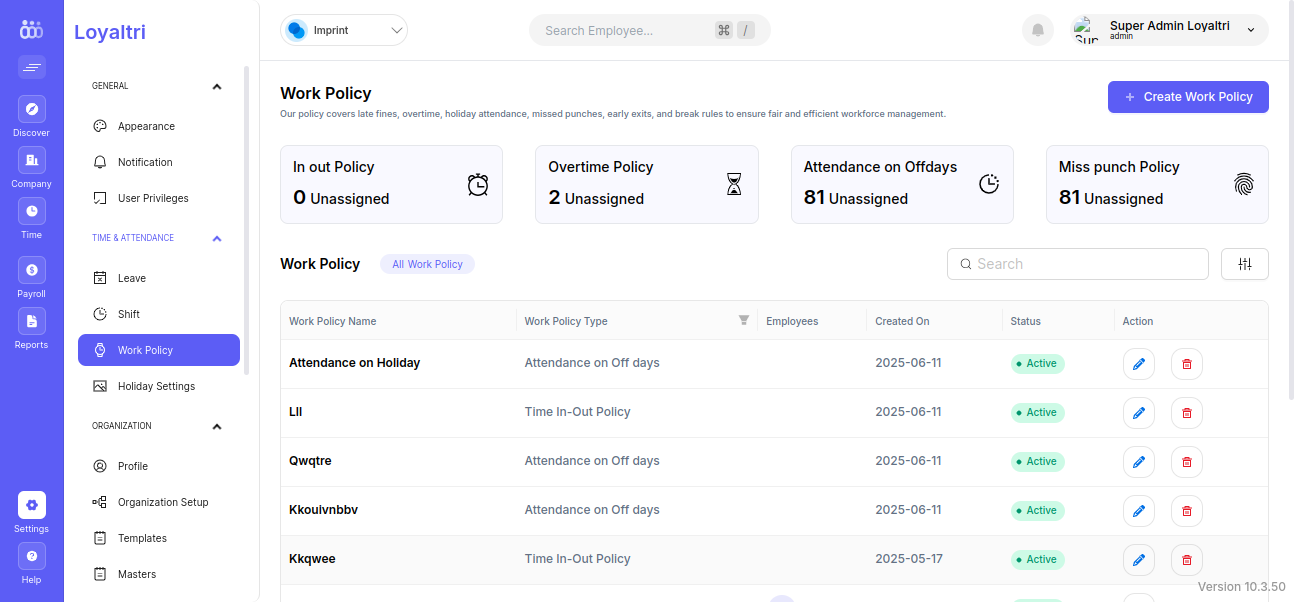 Loyaltri
Imprint
Search Employee...
⌘ /
Super Admin Loyaltri
admin
Discover
Company
Time
Payroll
Reports
Settings
Help
GENERAL
Appearance
Notification
User Privileges
TIME & ATTENDANCE
Leave
Shift
Work Policy
Holiday Settings
ORGANIZATION
Profile
Organization Setup
Templates
Masters
Work Policy
Our policy covers late fines, overtime, holiday attendance, missed punches, early exits, and break rules to ensure fair and efficient workforce management.
+ Create Work Policy
In out Policy
0 Unassigned
Overtime Policy
2 Unassigned
Attendance on Offdays
81 Unassigned
Miss punch Policy
81 Unassigned
Work Policy
All Work Policy
Search
Work Policy Name Work Policy Type Employees Created On Status Action
Attendance on Holiday Attendance on Off days 2025-06-11 Active
Lll Time In-Out Policy 2025-06-11 Active
Qwqtre Attendance on Off days 2025-06-11 Active
Kkouivnbbv Attendance on Off days 2025-06-11 Active
Kkqwee Time In-Out Policy 2025-05-17 Active
Version 10.3.50